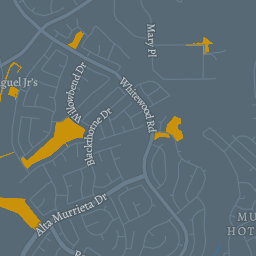 Mary Pl
guel Jr's
Willowbend Dr
Whitewood Rd
Blackthorne Dr
Alta Murrieta Dr
MU
HOT